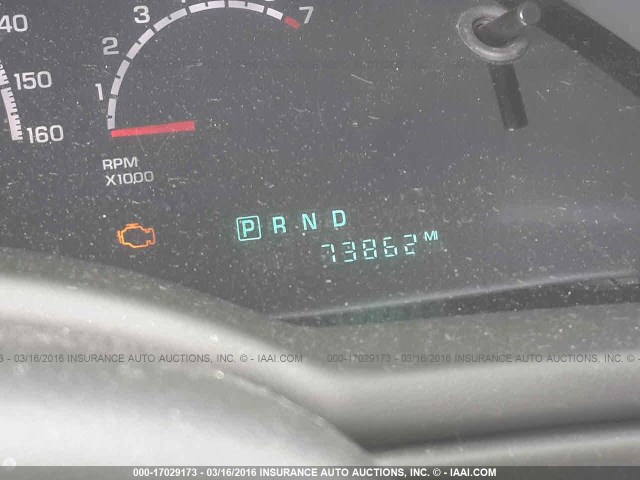 40
150
160
1
2
3
7
RPM
X1000
P R N D
73862 MI
3 - 03/16/2016 INSURANCE AUTO AUCTIONS, INC. © - IAAI.COM
000-17029173 - 03/16/2016 INSURANCE AUTO AUCTIONS, INC. © - IAAI.COM
000-17029173 - 03/16/2016 INSURANCE AUTO AUCTIONS, INC. © - IAAI.COM